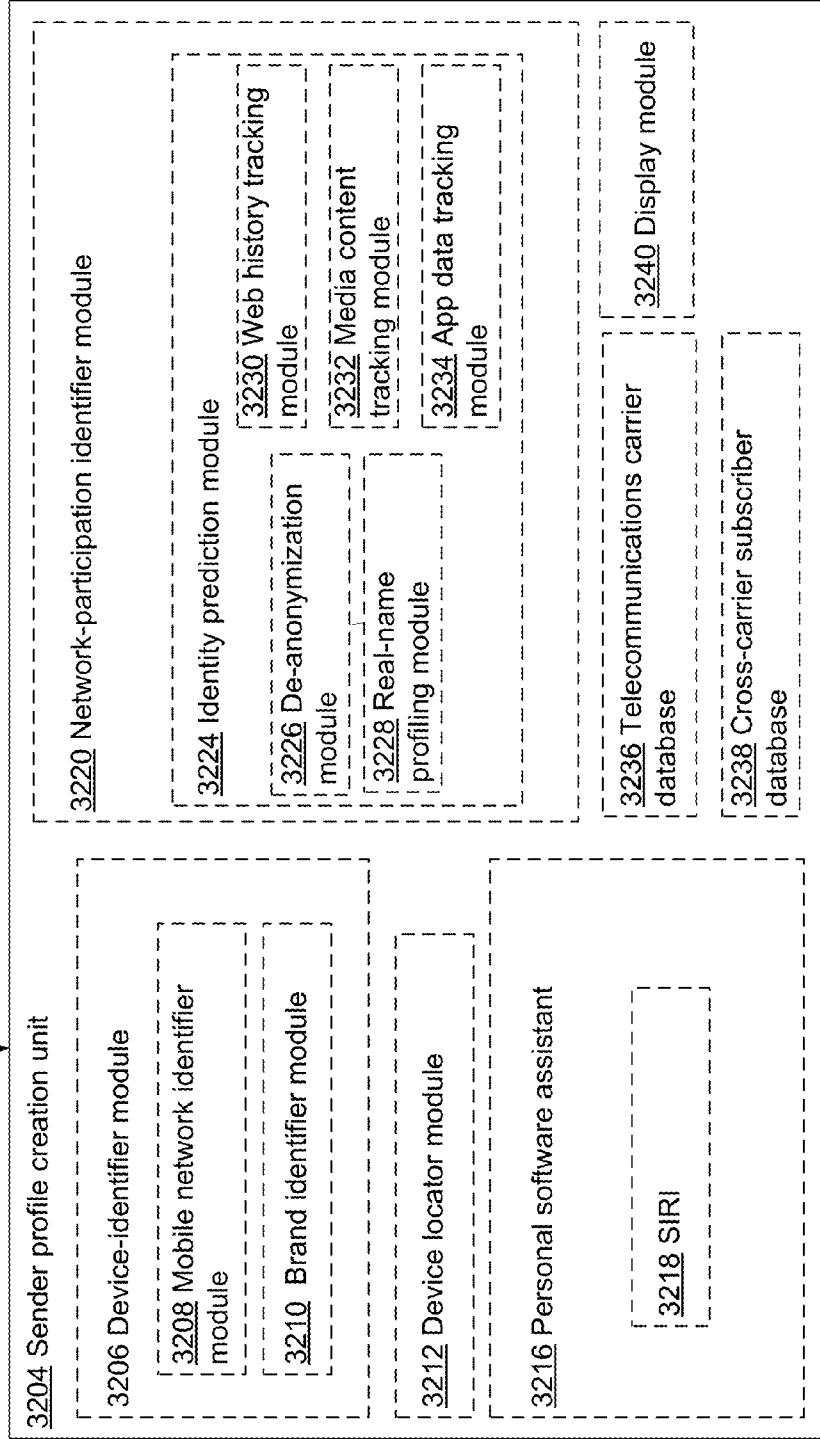 3204 Sender profile creation unit
3206 Device-identifier module
3208 Mobile network identifier
module
3210 Brand identifier module
3212 Device locator module
3216 Personal software assistant
3218 SIRI
3220 Network-participation identifier module
3224 Identity prediction module
3226 De-anonymization
module
3228 Real-name
profiling module
3230 Web history tracking
module
3232 Media content
tracking module
3234 App data tracking
module
3236 Telecommunications carrier
database
3238 Cross-carrier subscriber
database
3240 Display module